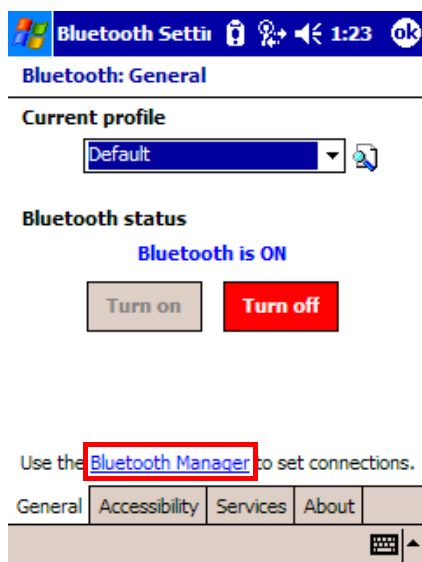 Bluetooth Settin 1:23 ok
Bluetooth: General
Current profile
Default
Bluetooth status
Bluetooth is ON
Turn on Turn off
Use the Bluetooth Manager to set connections.
General Accessibility Services About